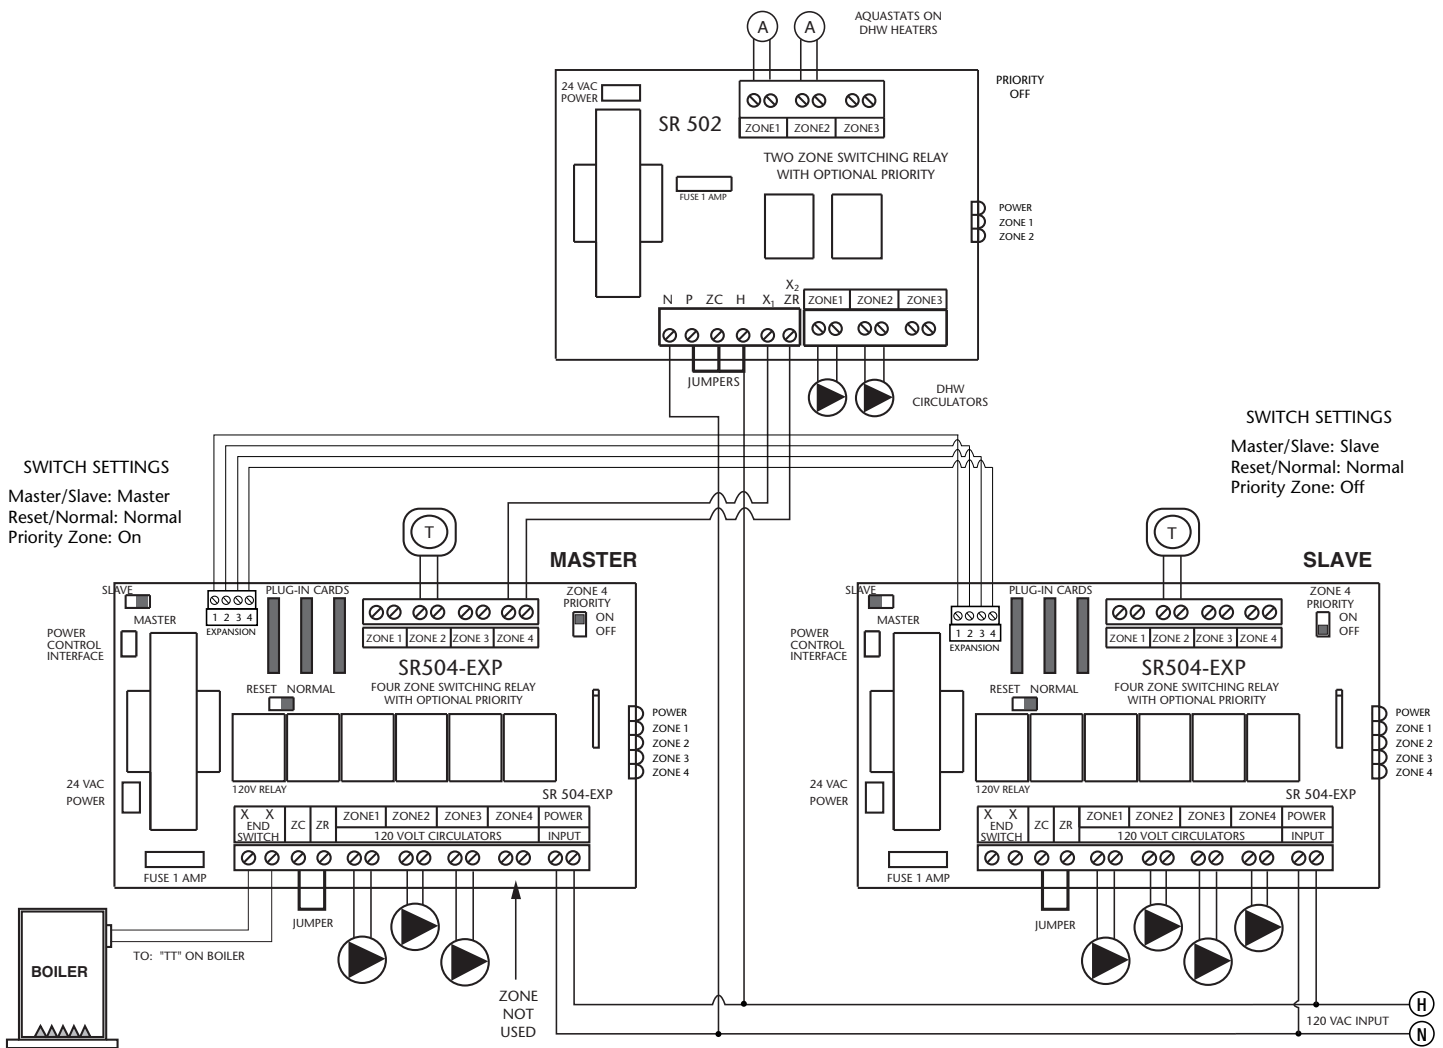 A A
AQUASTATS ON
DHW HEATERS
PRIORITY
OFF
24 VAC
POWER
SR 502
ZONE1 ZONE2 ZONE3
TWO ZONE SWITCHING RELAY
WITH OPTIONAL PRIORITY
FUSE 1 AMP
POWER
ZONE 1
ZONE 2
N P ZC H X1 X2 ZR
ZONE1 ZONE2 ZONE3
JUMPERS
DHW
CIRCULATORS
SWITCH SETTINGS
Master/Slave: Master
Reset/Normal: Normal
Priority Zone: On
SWITCH SETTINGS
Master/Slave: Slave
Reset/Normal: Normal
Priority Zone: Off
T
MASTER
SLAVE
MASTER
1 2 3 4
EXPANSION
PLUG-IN CARDS
ZONE 1 ZONE 2 ZONE 3 ZONE 4
ZONE 4
PRIORITY
ON
OFF
POWER
CONTROL
INTERFACE
SR504-EXP
FOUR ZONE SWITCHING RELAY
WITH OPTIONAL PRIORITY
RESET NORMAL
POWER
ZONE 1
ZONE 2
ZONE 3
ZONE 4
24 VAC
POWER
120V RELAY
SR 504-EXP
X X
END
SWITCH
ZC ZR
ZONE1 ZONE2 ZONE3 ZONE4
120 VOLT CIRCULATORS
POWER
INPUT
FUSE 1 AMP
JUMPER
TO: "TT" ON BOILER
BOILER
ZONE
NOT
USED
T
SLAVE
SLAVE
MASTER
1 2 3 4
EXPANSION
PLUG-IN CARDS
ZONE 1 ZONE 2 ZONE 3 ZONE 4
ZONE 4
PRIORITY
ON
OFF
POWER
CONTROL
INTERFACE
SR504-EXP
FOUR ZONE SWITCHING RELAY
WITH OPTIONAL PRIORITY
RESET NORMAL
POWER
ZONE 1
ZONE 2
ZONE 3
ZONE 4
24 VAC
POWER
120V RELAY
SR 504-EXP
X X
END
SWITCH
ZC ZR
ZONE1 ZONE2 ZONE3 ZONE4
120 VOLT CIRCULATORS
POWER
INPUT
FUSE 1 AMP
JUMPER
H
120 VAC INPUT
N